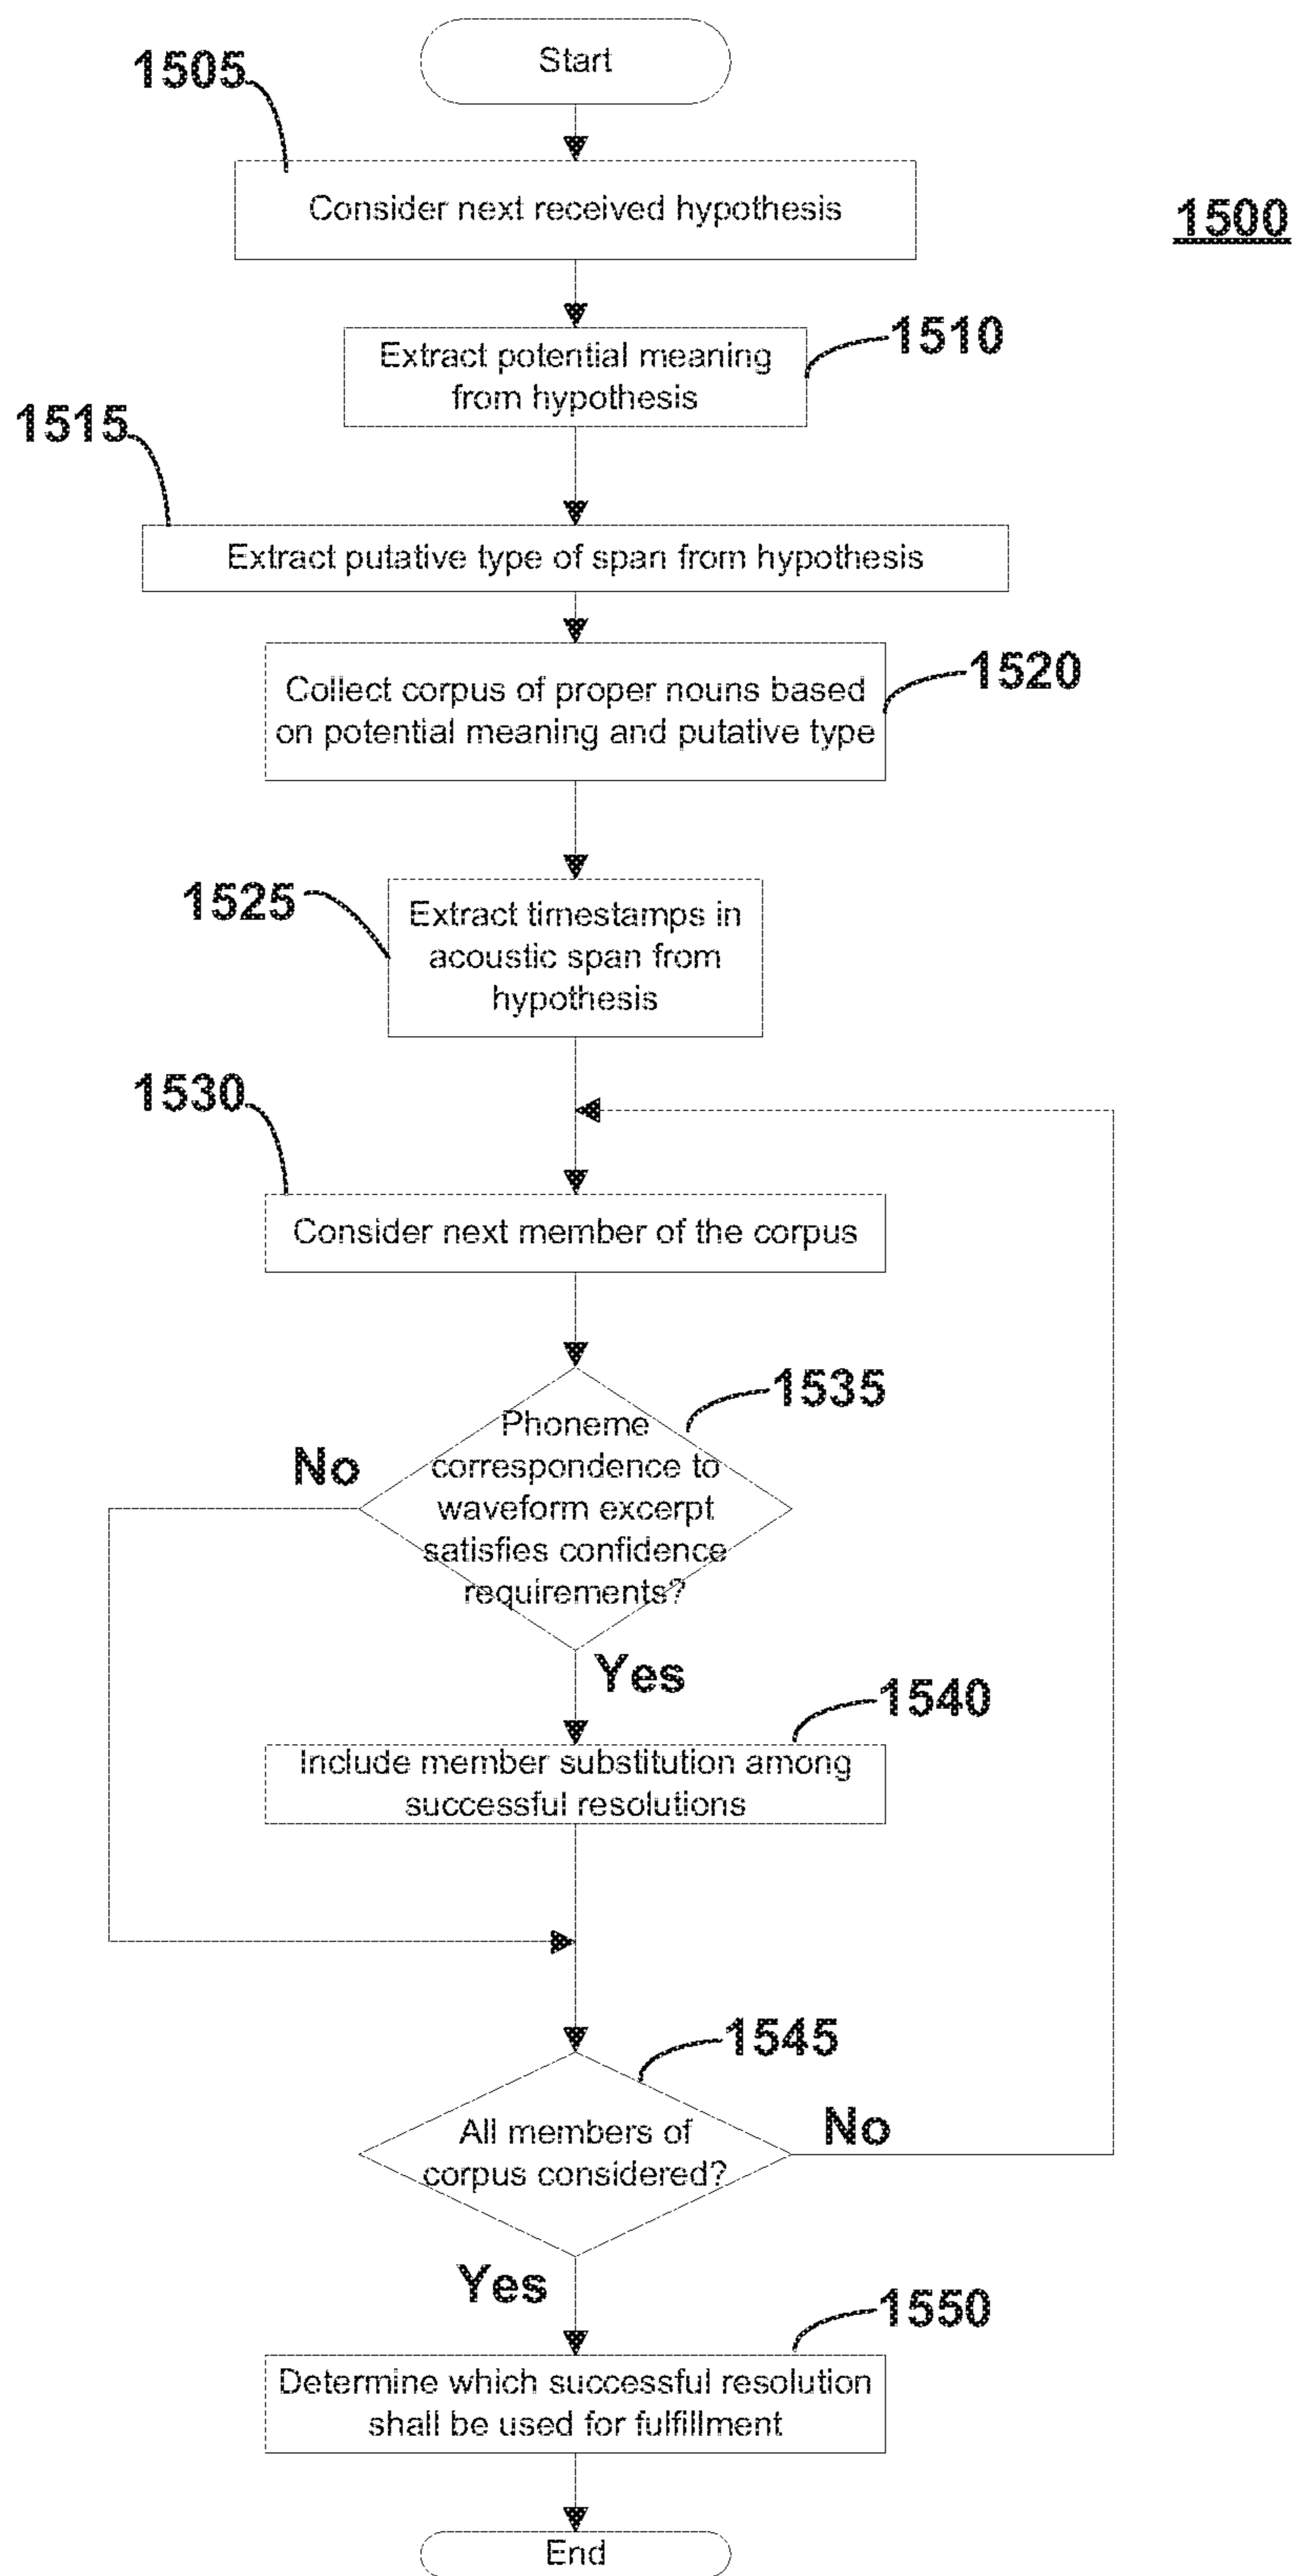 Start
1505
Consider next received hypothesis
1500
Extract potential meaning
from hypothesis
1510
1515
Extract putative type of span from hypothesis
Collect corpus of proper nouns based
on potential meaning and putative type
1520
1525
Extract timestamps in
acoustic span from
hypothesis
1530
Consider next member of the corpus
1535
Phoneme
correspondence to
waveform excerpt
satisfies confidence
requirements?
No
Yes
1540
Include member substitution among
successful resolutions
1545
All members of
corpus considered?
No
Yes
1550
Determine which successful resolution
shall be used for fulfillment
End